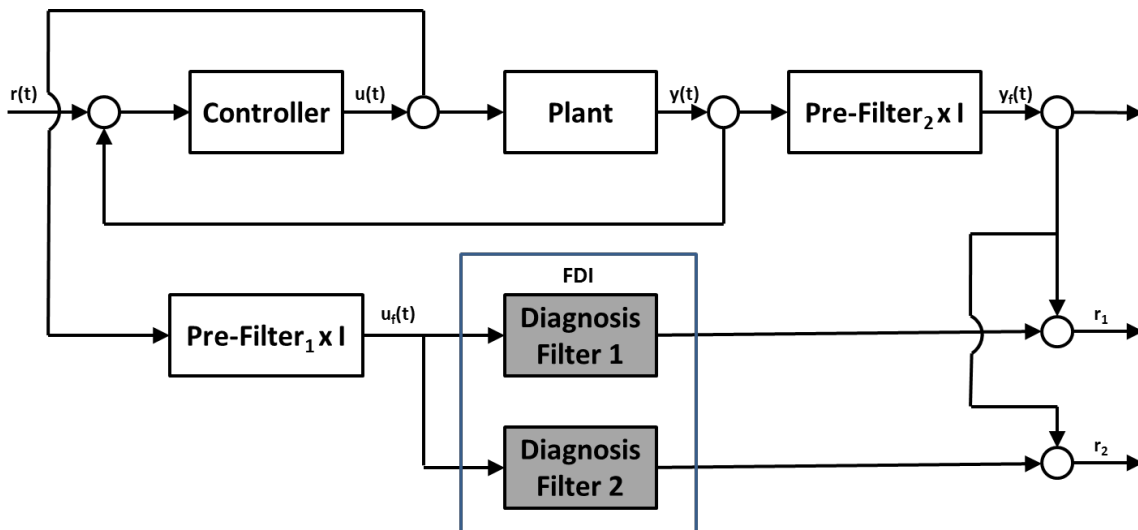 r(t)
Controller
u(t)
Plant
y(t)
Pre-Filter₂ x I
y_f(t)
FDI
Pre-Filter₁ x I
u_f(t)
Diagnosis
Filter 1
r₁
Diagnosis
Filter 2
r₂